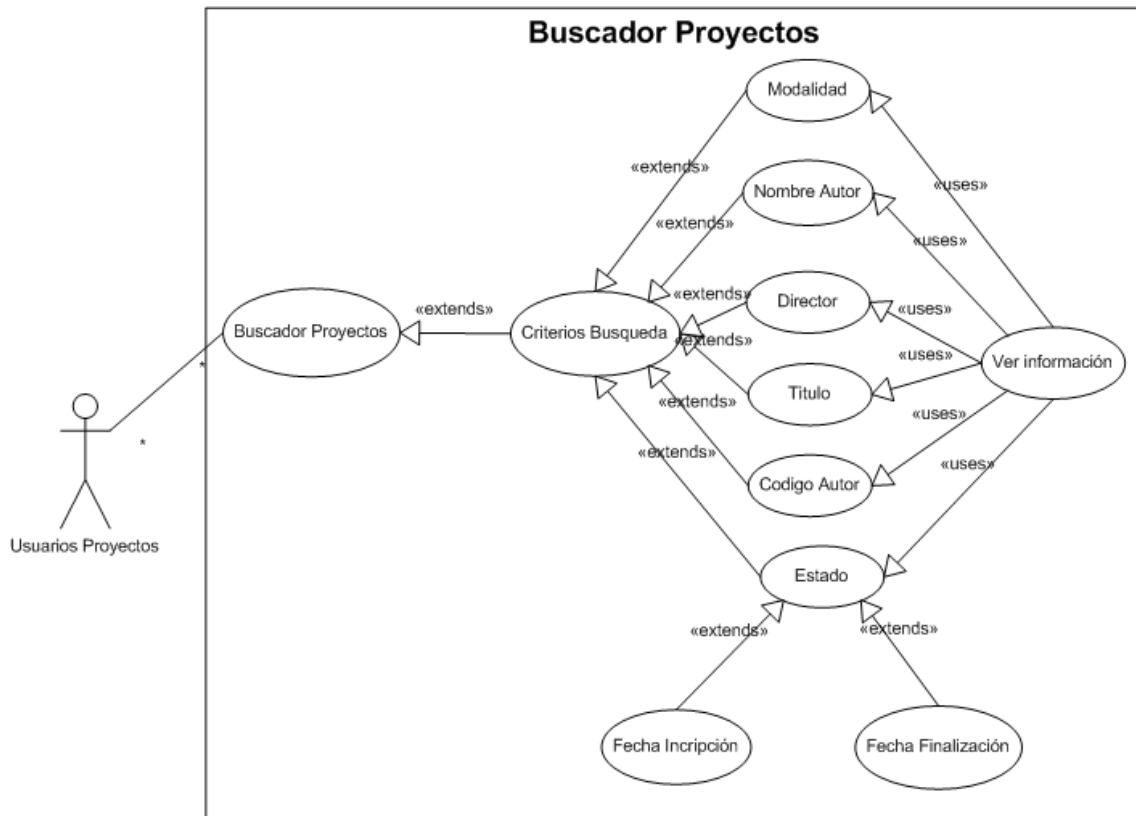 Buscador Proyectos
Modalidad
«extends»
«uses»
Nombre Autor
«extends»
«uses»
«extends»
Director
«uses»
«extends»
Buscador Proyectos
Criterios Busqueda
«extends»
«uses»
Ver información
*
Titulo
«extends»
«uses»
*
«extends»
«uses»
Codigo Autor
Usuarios Proyectos
Estado
«extends»
«extends»
Fecha Incripción
Fecha Finalización